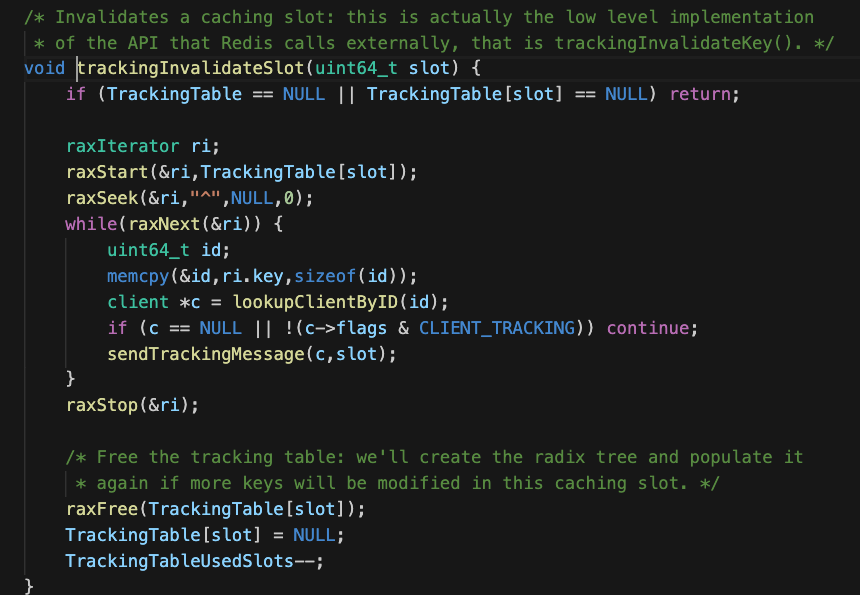 /* Invalidates a caching slot: this is actually the low level implementation
 * of the API that Redis calls externally, that is trackingInvalidateKey(). */
void trackingInvalidateSlot(uint64_t slot) {
    if (TrackingTable == NULL || TrackingTable[slot] == NULL) return;

    raxIterator ri;
    raxStart(&ri,TrackingTable[slot]);
    raxSeek(&ri,"^",NULL,0);
    while(raxNext(&ri)) {
        uint64_t id;
        memcpy(&id,ri.key,sizeof(id));
        client *c = lookupClientByID(id);
        if (c == NULL || !(c->flags & CLIENT_TRACKING)) continue;
        sendTrackingMessage(c,slot);
    }
    raxStop(&ri);

    /* Free the tracking table: we'll create the radix tree and populate it
     * again if more keys will be modified in this caching slot. */
    raxFree(TrackingTable[slot]);
    TrackingTable[slot] = NULL;
    TrackingTableUsedSlots--;
}